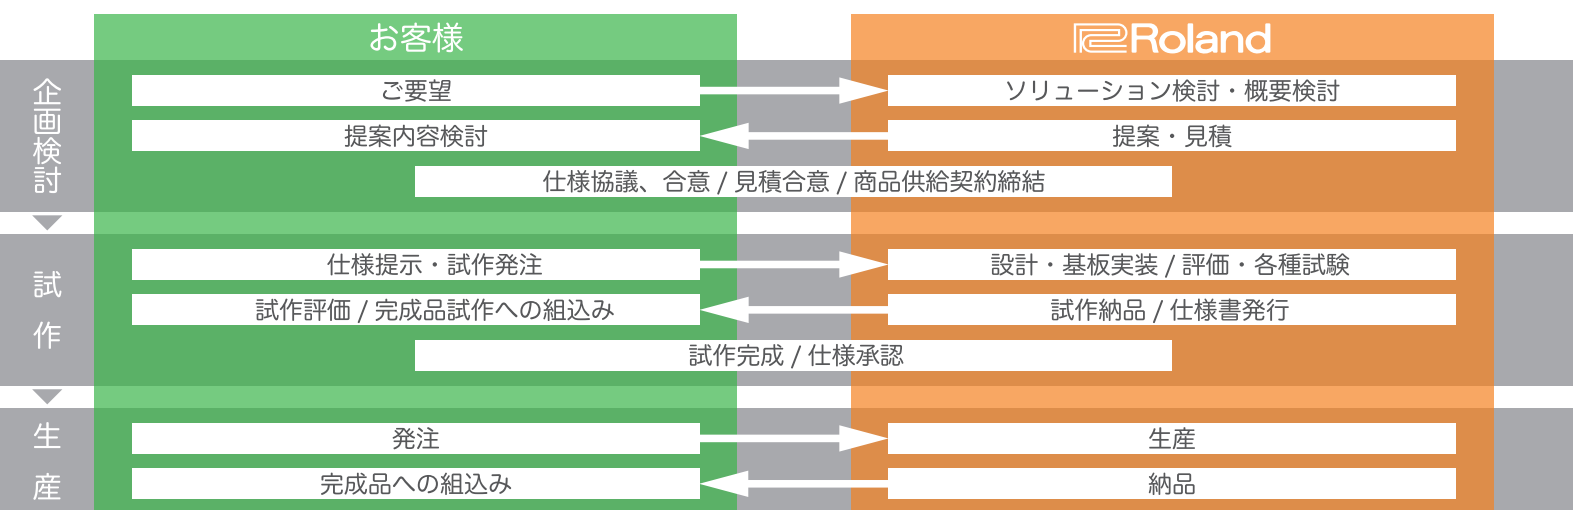 お客様
Roland
企画検討
ご要望
ソリューション検討・概要検討
提案内容検討
提案・見積
仕様協議、合意 / 見積合意 / 商品供給契約締結
試作
仕様提示・試作発注
設計・基板実装 / 評価・各種試験
試作評価 / 完成品試作への組込み
試作納品 / 仕様書発行
試作完成 / 仕様承認
生産
発注
生産
完成品への組込み
納品